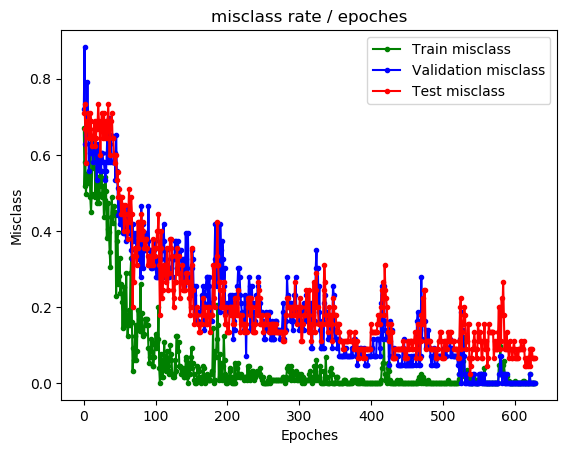 misclass rate / epoches
Train misclass
Validation misclass
Test misclass
Misclass
0.8
0.6
0.4
0.2
0.0
0 100 200 300 400 500 600
Epoches